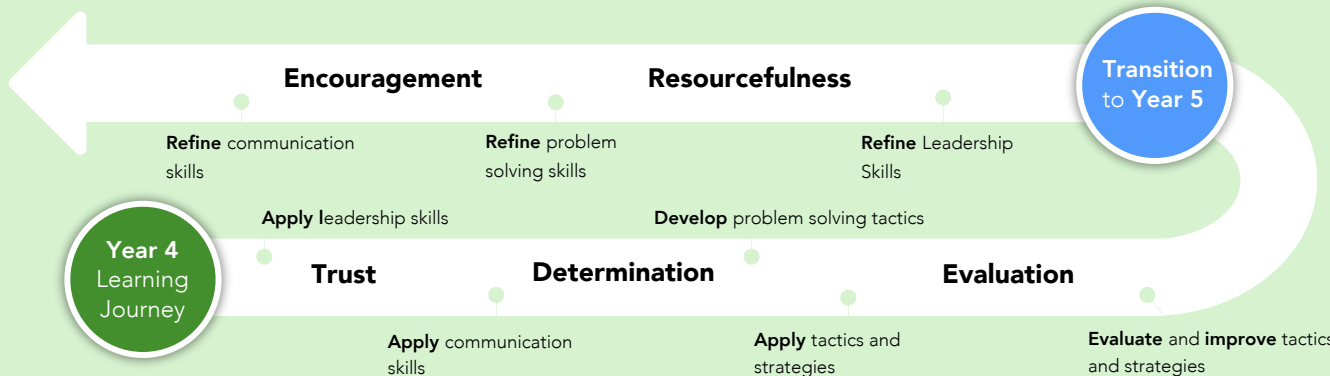 Encouragement
Resourcefulness
Transition
to Year 5
Refine communication
skills
Refine problem
solving skills
Refine Leadership
Skills
Apply leadership skills
Develop problem solving tactics
Year 4
Learning
Journey
Trust
Determination
Evaluation
Apply communication
skills
Apply tactics and
strategies
Evaluate and improve tactics
and strategies